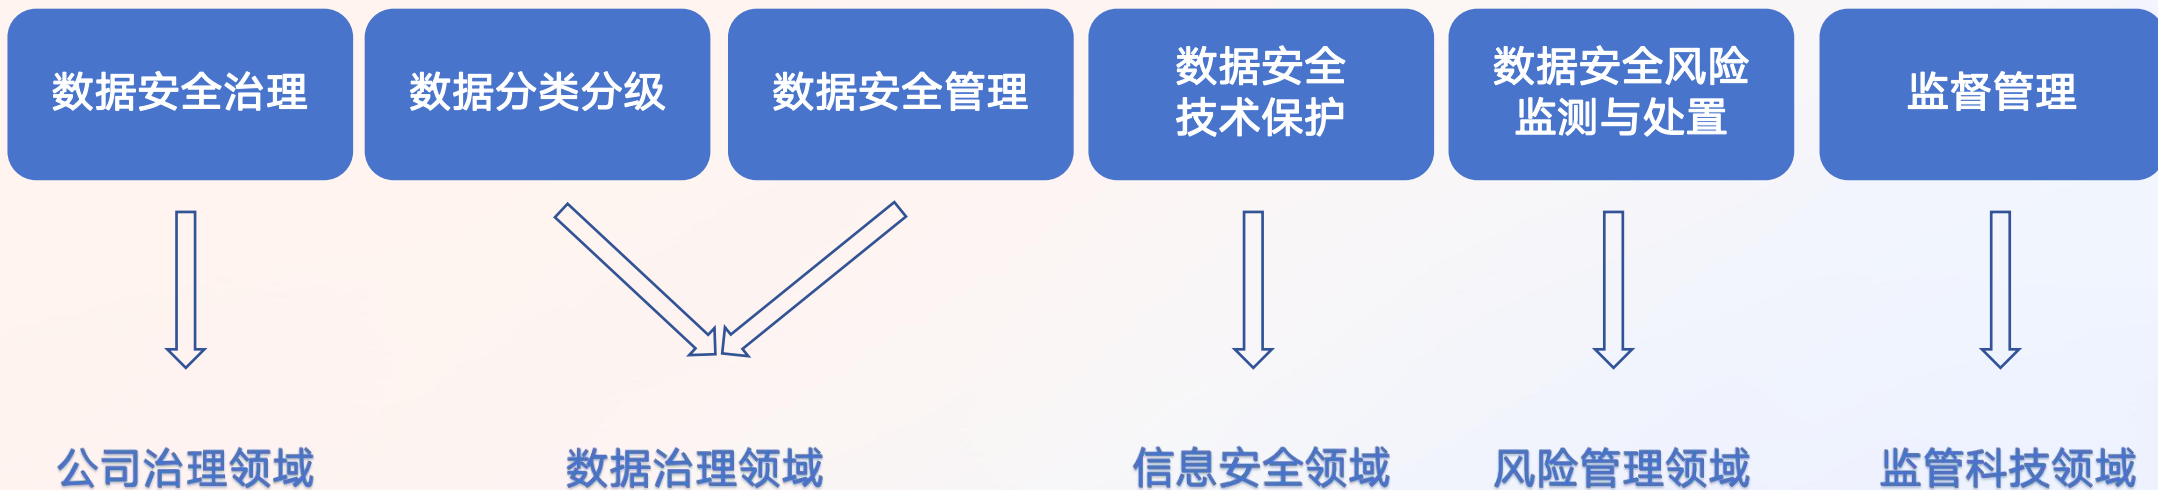 数据安全治理
数据分类分级
数据安全管理
数据安全
技术保护
数据安全风险
监测与处置
监督管理
公司治理领域
数据治理领域
信息安全领域
风险管理领域
监管科技领域